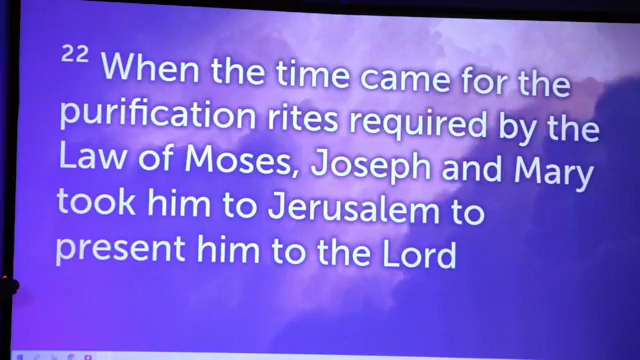 22 When the time came for the
purification rites required by the
Law of Moses, Joseph and Mary
took him to Jerusalem to
present him to the Lord